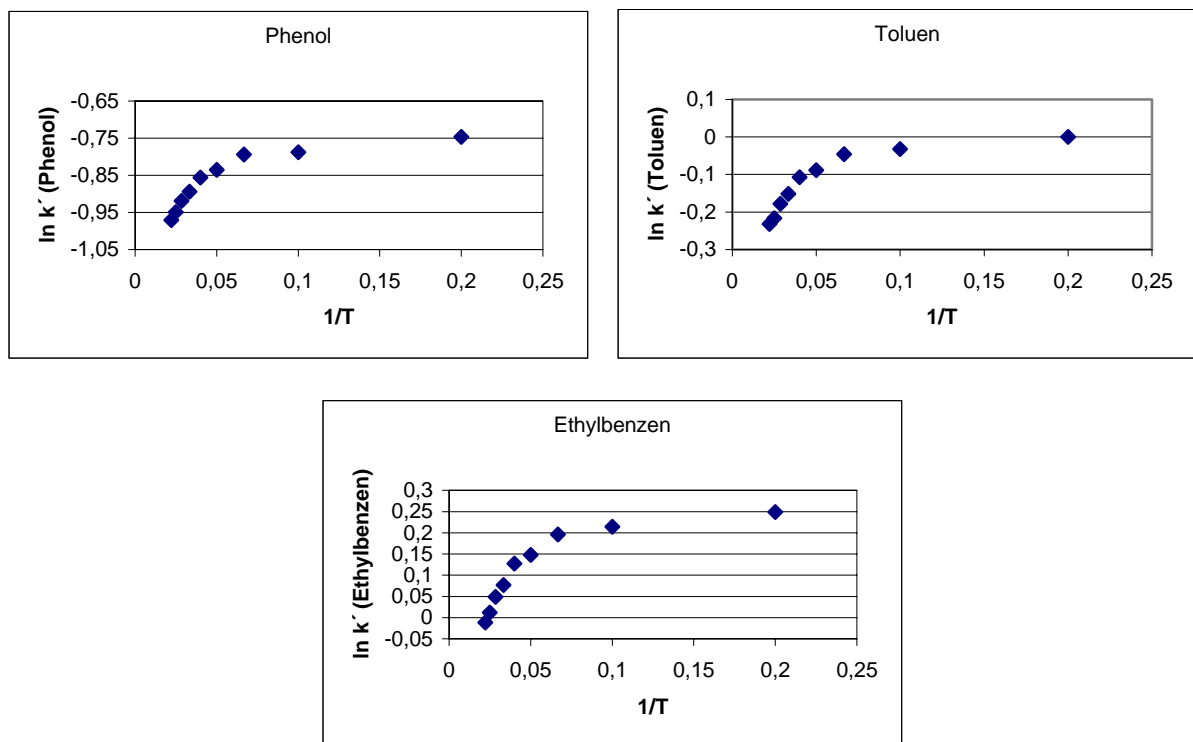 Phenol
ln k´ (Phenol)
-0,65
-0,75
-0,85
-0,95
-1,05
0 0,05 0,1 0,15 0,2 0,25
1/T
Toluen
ln k´ (Toluen)
0,1
0
-0,1
-0,2
-0,3
0 0,05 0,1 0,15 0,2 0,25
1/T
Ethylbenzen
ln k´ (Ethylbenzen)
0,3
0,25
0,2
0,15
0,1
0,05
0
-0,05
0 0,05 0,1 0,15 0,2 0,25
1/T